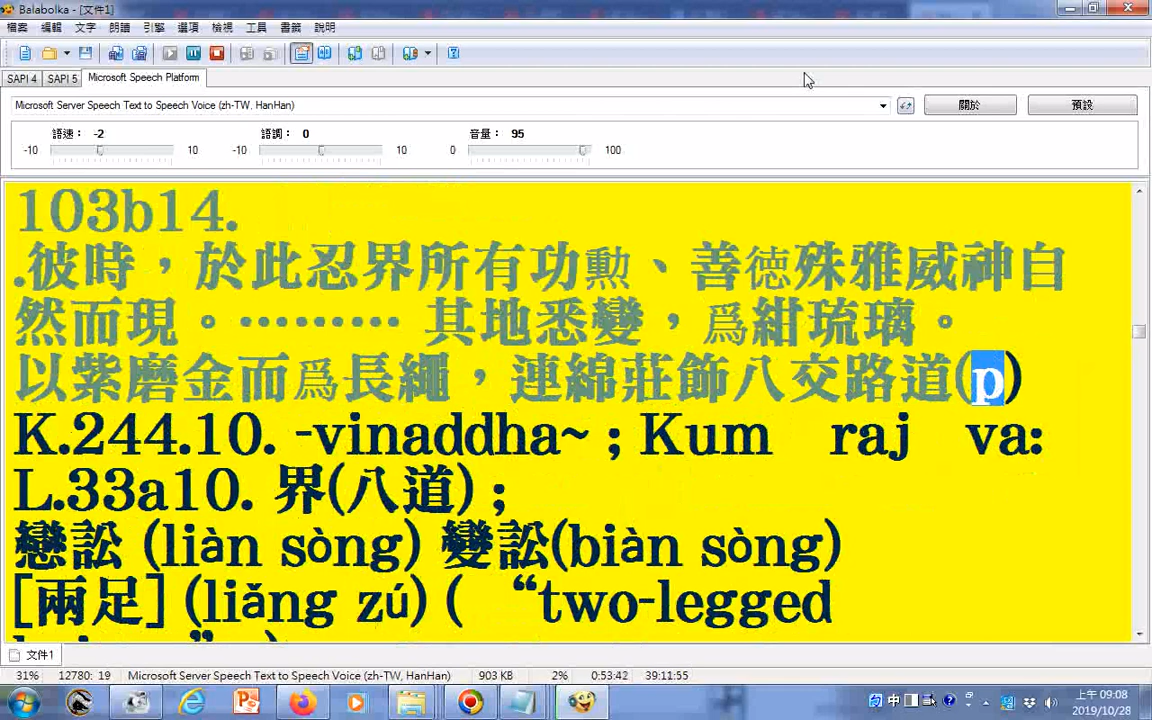 Balabolka - [文件1]
檔案 編輯 文字 朗讀 引擎 選項 檢視 工具 書籤 說明
SAPI 4 SAPI 5 Microsoft Speech Platform
Microsoft Server Speech Text to Speech Voice (zh-TW, HanHan) 關於 預設
語速： -2 語調： 0 音量： 95
-10 10 -10 10 0 100
103b14.
.彼時，於此忍界所有功勲、善徳殊雅威神自
然而現。‧‧‧‧‧‧‧‧‧ 其地悉變，爲紺琉璃。
以紫磨金而爲長繩，連綿莊飾八交路道(p)
K.244.10. -vinaddha~ ; Kum raj va:
L.33a10. 界(八道) ;
戀訟 (liàn sòng) 變訟(biàn sòng)
[兩足] (liǎng zú) ( “two-legged
文件1
31% 12780: 19 Microsoft Server Speech Text to Speech Voice (zh-TW, HanHan) 903 KB 2% 0:53:42 39:11:55
中 上午 09:08
2019/10/28